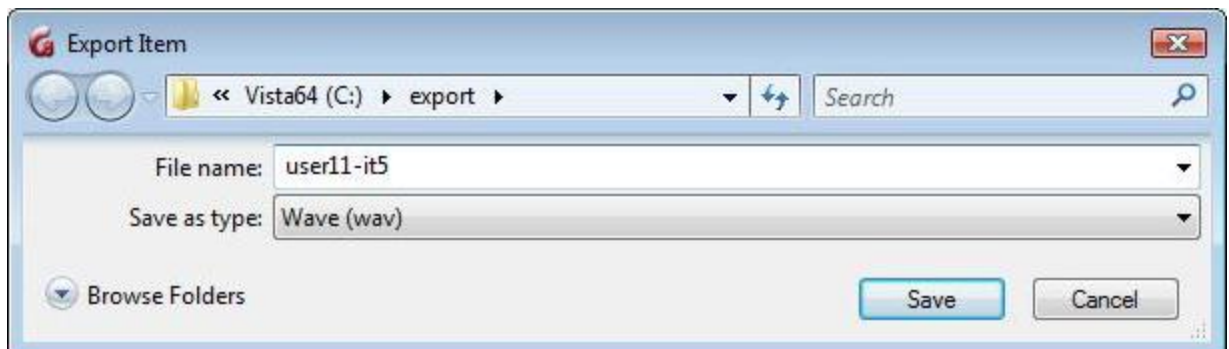 Export Item
« Vista64 (C:) ▸ export ▸ Search
File name: user11-it5
Save as type: Wave (wav)
Browse Folders Save Cancel